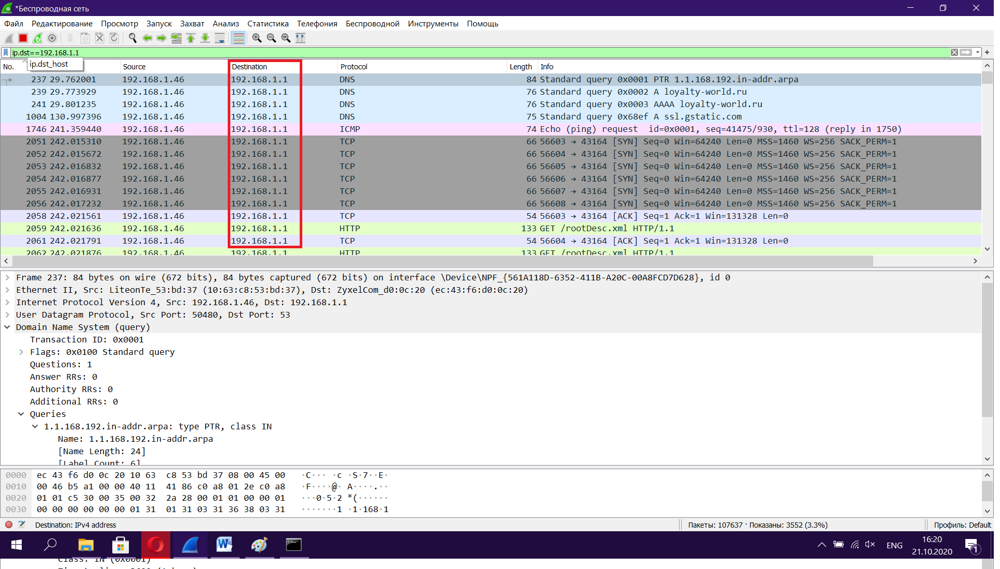 *Беспроводная сеть
Файл Редактирование Просмотр Запуск Захват Анализ Статистика Телефония Беспроводной Инструменты Помощь
ip.dst==192.168.1.1
ip.dst_host
No. Source Destination Protocol Length Info
237 29.762001 192.168.1.46 192.168.1.1 DNS 84 Standard query 0x0001 PTR 1.1.168.192.in-addr.arpa
239 29.773929 192.168.1.46 192.168.1.1 DNS 76 Standard query 0x0002 A loyalty-world.ru
241 29.801235 192.168.1.46 192.168.1.1 DNS 76 Standard query 0x0003 AAAA loyalty-world.ru
1004 130.997396 192.168.1.46 192.168.1.1 DNS 75 Standard query 0x68ef A ssl.gstatic.com
1746 241.359440 192.168.1.46 192.168.1.1 ICMP 74 Echo (ping) request id=0x0001, seq=41475/930, ttl=128 (reply in 1750)
2051 242.015310 192.168.1.46 192.168.1.1 TCP 66 56603 → 43164 [SYN] Seq=0 Win=64240 Len=0 MSS=1460 WS=256 SACK_PERM=1
2052 242.015672 192.168.1.46 192.168.1.1 TCP 66 56604 → 43164 [SYN] Seq=0 Win=64240 Len=0 MSS=1460 WS=256 SACK_PERM=1
2053 242.016832 192.168.1.46 192.168.1.1 TCP 66 56605 → 43164 [SYN] Seq=0 Win=64240 Len=0 MSS=1460 WS=256 SACK_PERM=1
2054 242.016877 192.168.1.46 192.168.1.1 TCP 66 56606 → 43164 [SYN] Seq=0 Win=64240 Len=0 MSS=1460 WS=256 SACK_PERM=1
2055 242.016931 192.168.1.46 192.168.1.1 TCP 66 56607 → 43164 [SYN] Seq=0 Win=64240 Len=0 MSS=1460 WS=256 SACK_PERM=1
2056 242.017232 192.168.1.46 192.168.1.1 TCP 66 56608 → 43164 [SYN] Seq=0 Win=64240 Len=0 MSS=1460 WS=256 SACK_PERM=1
2058 242.021561 192.168.1.46 192.168.1.1 TCP 54 56603 → 43164 [ACK] Seq=1 Ack=1 Win=131328 Len=0
2059 242.021636 192.168.1.46 192.168.1.1 HTTP 133 GET /rootDesc.xml HTTP/1.1
2061 242.021791 192.168.1.46 192.168.1.1 TCP 54 56604 → 43164 [ACK] Seq=1 Ack=1 Win=131328 Len=0
2062 242.021876 192.168.1.46 192.168.1.1 HTTP 133 GET /rootDesc.xml HTTP/1.1
Frame 237: 84 bytes on wire (672 bits), 84 bytes captured (672 bits) on interface \Device\NPF_{561A118D-6352-411B-A20C-00A8FCD7D628}, id 0
Ethernet II, Src: LiteonTe_53:bd:37 (10:63:c8:53:bd:37), Dst: ZyxelCom_d0:0c:20 (ec:43:f6:d0:0c:20)
Internet Protocol Version 4, Src: 192.168.1.46, Dst: 192.168.1.1
User Datagram Protocol, Src Port: 50480, Dst Port: 53
Domain Name System (query)
Transaction ID: 0x0001
Flags: 0x0100 Standard query
Questions: 1
Answer RRs: 0
Authority RRs: 0
Additional RRs: 0
Queries
1.1.168.192.in-addr.arpa: type PTR, class IN
Name: 1.1.168.192.in-addr.arpa
[Name Length: 24]
[Label Count: 6]
0000 ec 43 f6 d0 0c 20 10 63 c8 53 bd 37 08 00 45 00 ·C··· ·c ·S·7··E·
0010 00 46 b5 a1 00 00 40 11 41 86 c0 a8 01 2e c0 a8 ·F····@· A····.··
0020 01 01 c5 30 00 35 00 32 2a 28 00 01 01 00 00 01 ···0·5·2 *(······
0030 00 00 00 00 00 00 01 31 01 31 03 31 36 38 03 31 ·······1 ·1·168·1
Destination: IPv4 address Пакеты: 107637 · Показаны: 3552 (3.3%) Профиль: Default
ENG 16:20
21.10.2020
1
Class: IN (0x0001)